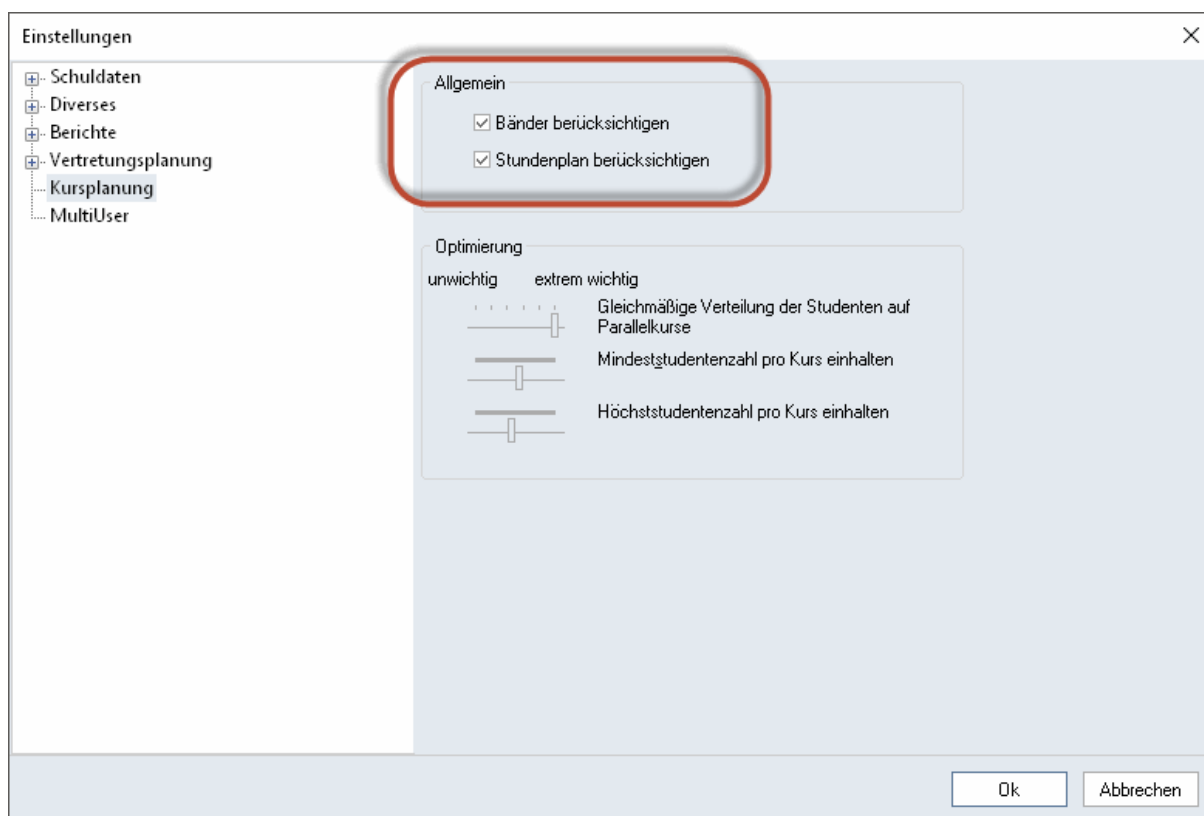 Einstellungen
Schuldaten
Diverses
Berichte
Vertretungsplanung
Kursplanung
MultiUser
Allgemein
Bänder berücksichtigen
Stundenplan berücksichtigen
Optimierung
unwichtig extrem wichtig
Gleichmäßige Verteilung der Studenten auf
Parallelkurse
Mindeststudentenzahl pro Kurs einhalten
Höchststudentenzahl pro Kurs einhalten
Ok
Abbrechen